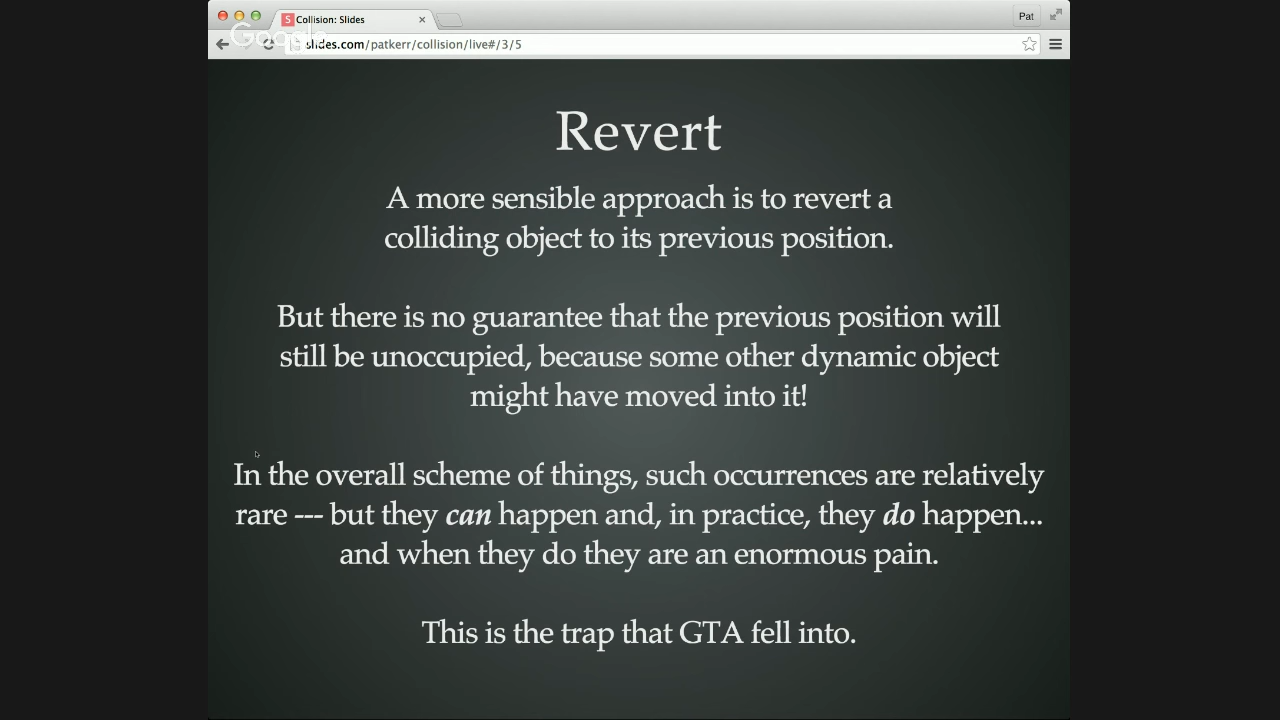 Collision: Slides
Pat
Google
slides.com/patkerr/collision/live#/3/5
Revert
A more sensible approach is to revert a
colliding object to its previous position.
But there is no guarantee that the previous position will
still be unoccupied, because some other dynamic object
might have moved into it!
In the overall scheme of things, such occurrences are relatively
rare --- but they can happen and, in practice, they do happen...
and when they do they are an enormous pain.
This is the trap that GTA fell into.